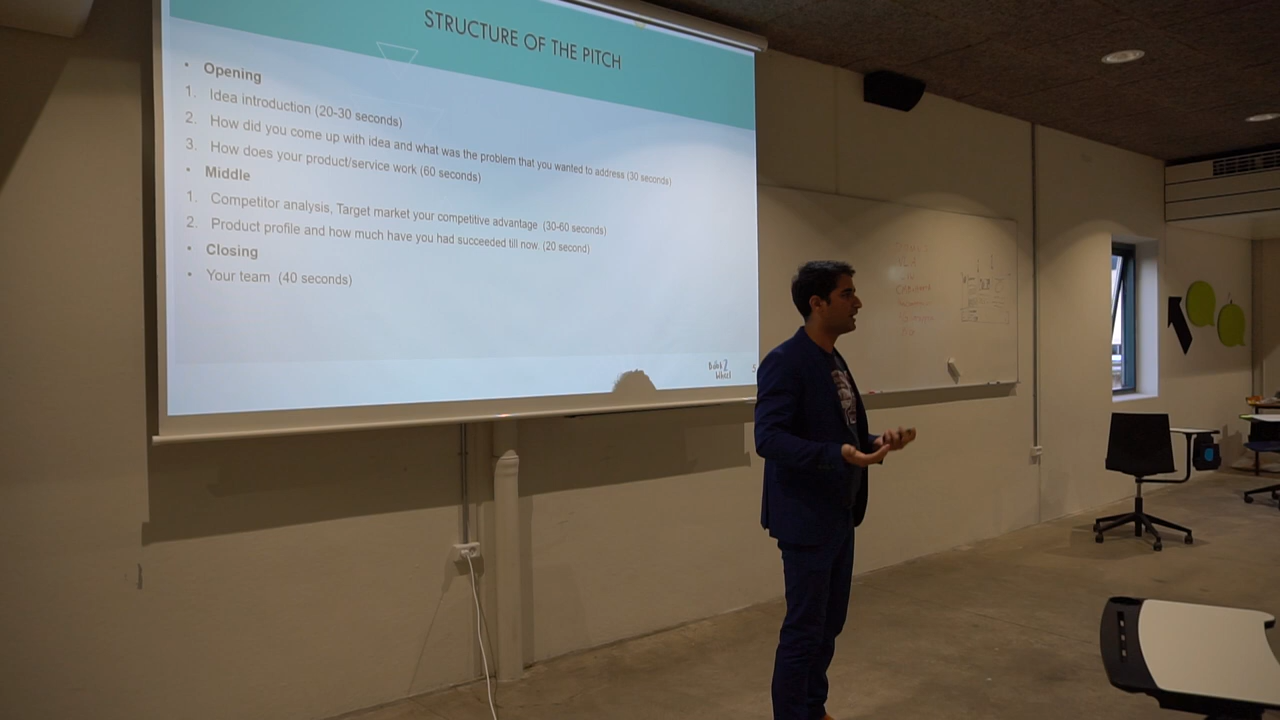 STRUCTURE OF THE PITCH
• Opening
1. Idea introduction (20-30 seconds)
2. How did you come up with idea and what was the problem that you wanted to address (30 seconds)
3. How does your product/service work (60 seconds)
• Middle
1. Competitor analysis, Target market your competitive advantage (30-60 seconds)
2. Product profile and how much have you had succeeded till now. (20 second)
• Closing
• Your team (40 seconds)
2
Wheel
5